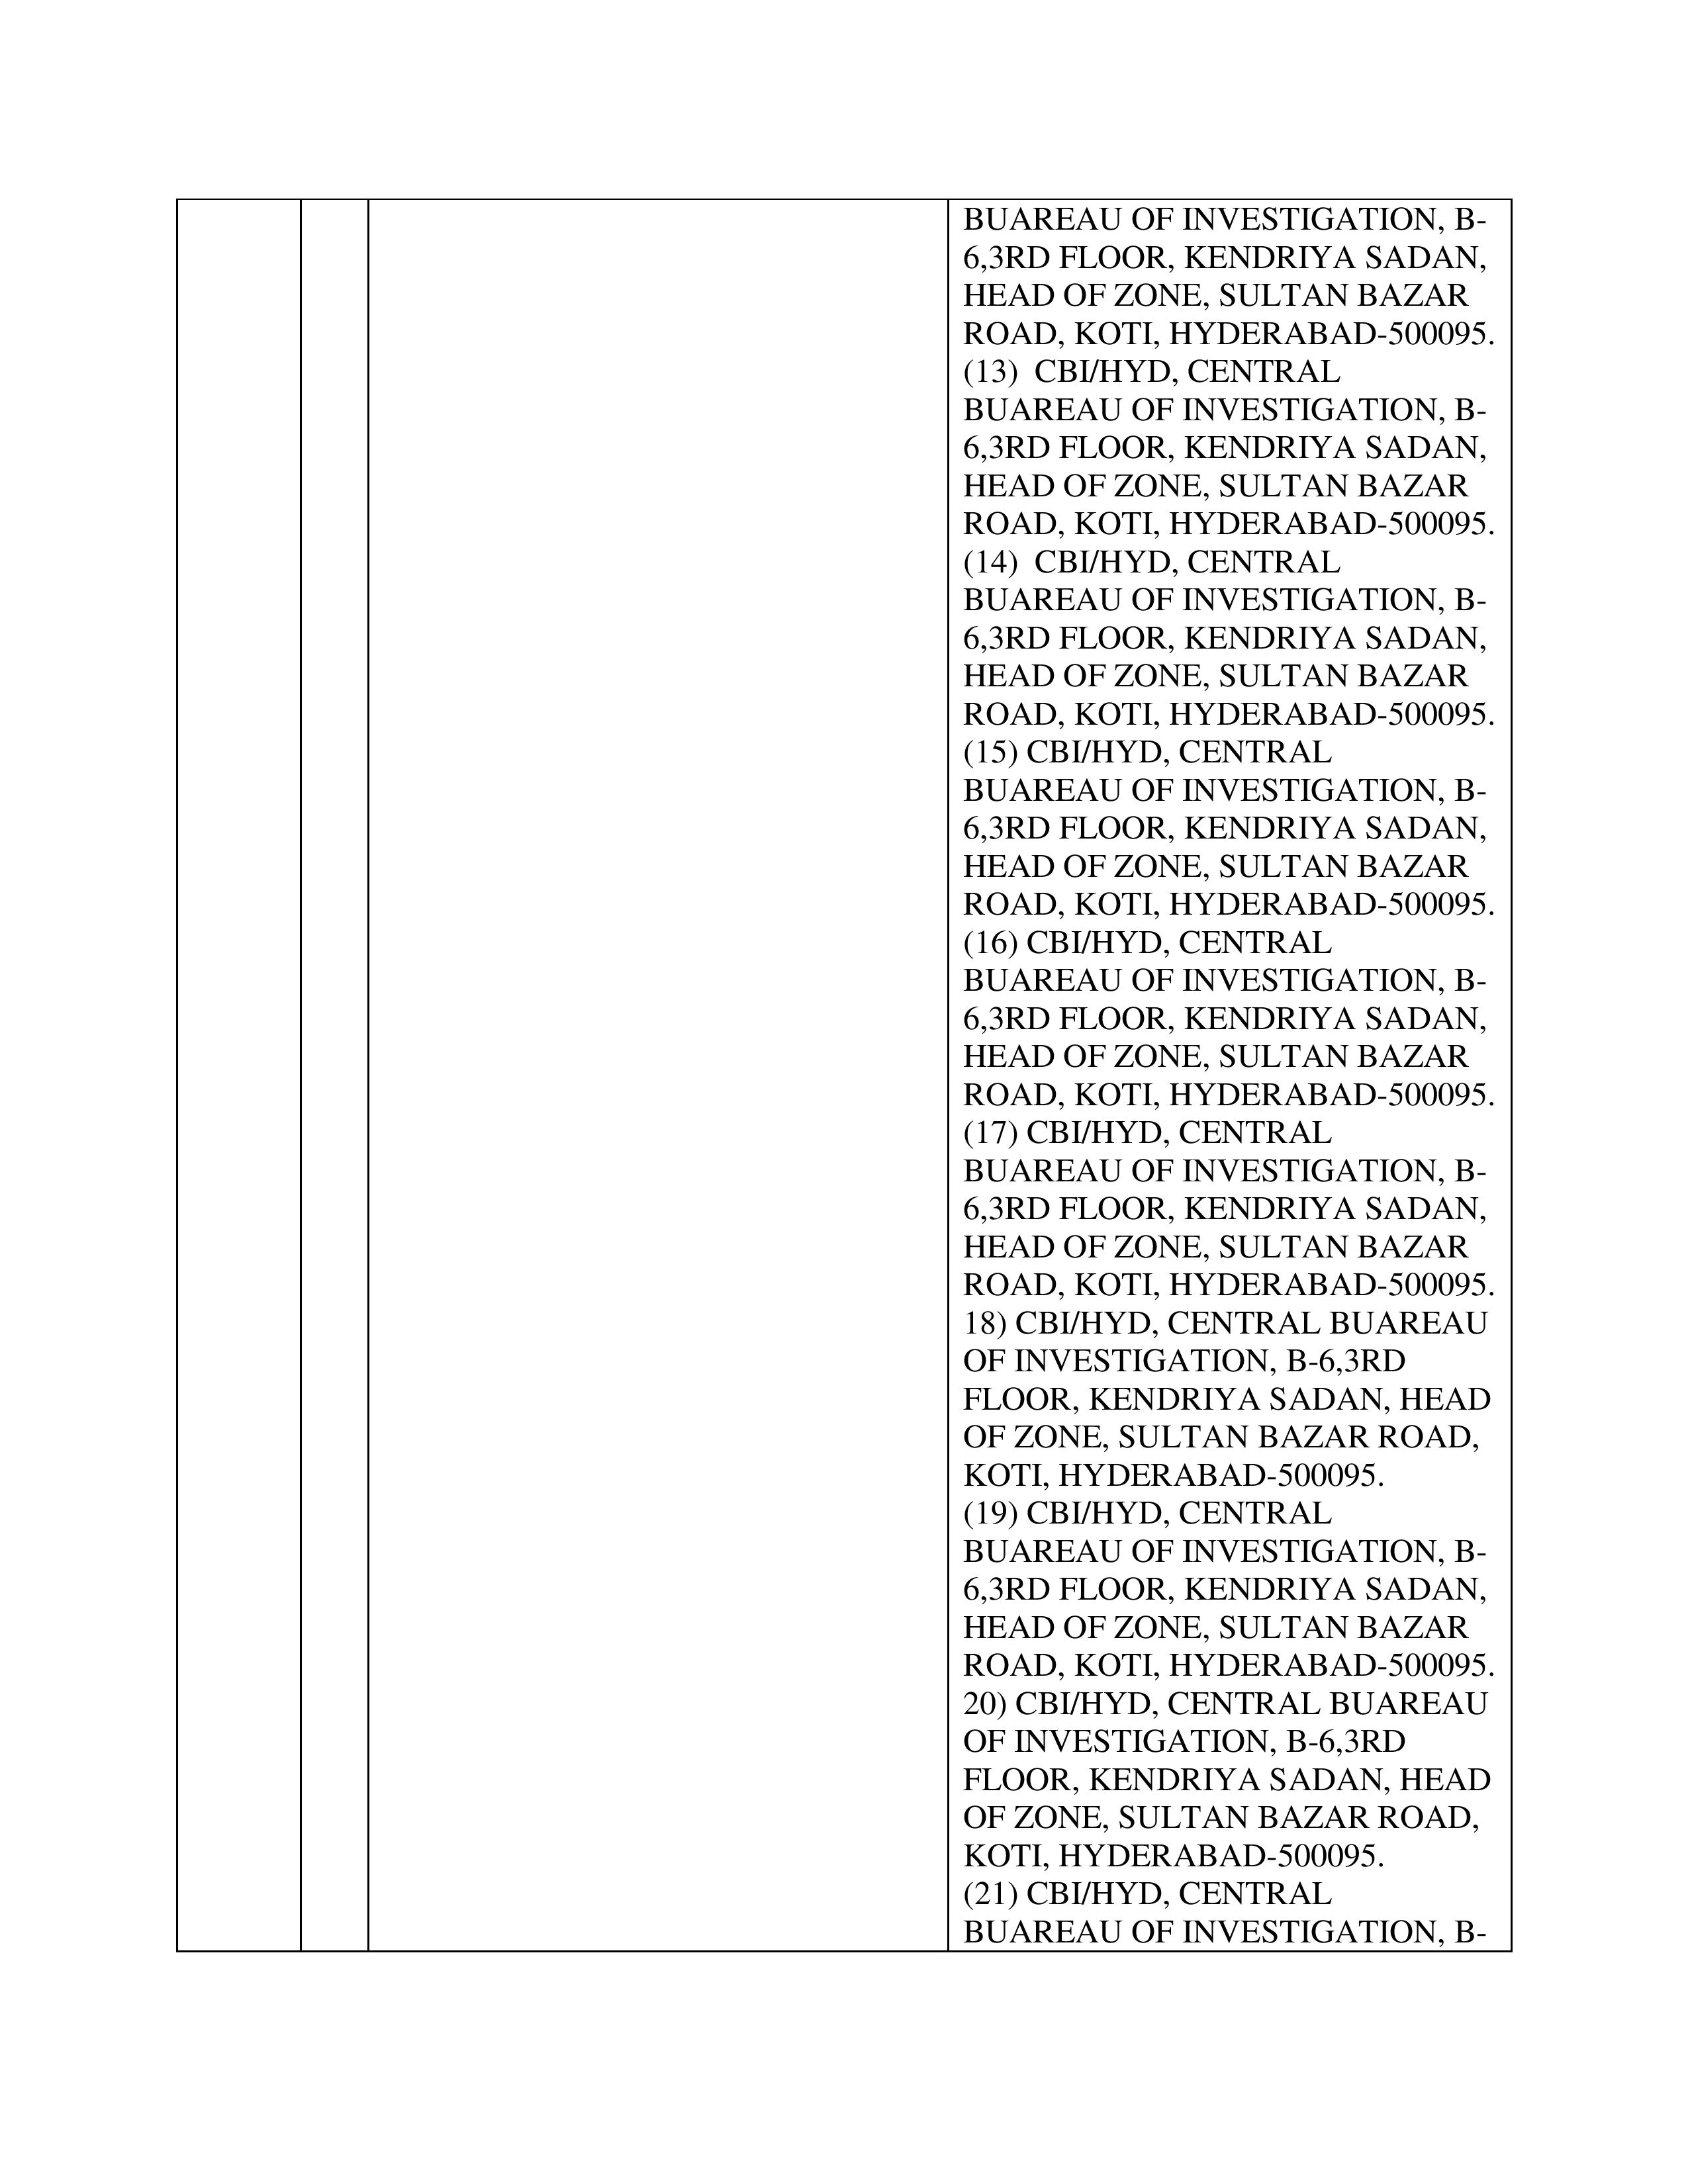 BUAREAU OF INVESTIGATION, B-
6,3RD FLOOR, KENDRIYA SADAN,
HEAD OF ZONE, SULTAN BAZAR
ROAD, KOTI, HYDERABAD-500095.
(13)  CBI/HYD, CENTRAL
BUAREAU OF INVESTIGATION, B-
6,3RD FLOOR, KENDRIYA SADAN,
HEAD OF ZONE, SULTAN BAZAR
ROAD, KOTI, HYDERABAD-500095.
(14)  CBI/HYD, CENTRAL
BUAREAU OF INVESTIGATION, B-
6,3RD FLOOR, KENDRIYA SADAN,
HEAD OF ZONE, SULTAN BAZAR
ROAD, KOTI, HYDERABAD-500095.
(15) CBI/HYD, CENTRAL
BUAREAU OF INVESTIGATION, B-
6,3RD FLOOR, KENDRIYA SADAN,
HEAD OF ZONE, SULTAN BAZAR
ROAD, KOTI, HYDERABAD-500095.
(16) CBI/HYD, CENTRAL
BUAREAU OF INVESTIGATION, B-
6,3RD FLOOR, KENDRIYA SADAN,
HEAD OF ZONE, SULTAN BAZAR
ROAD, KOTI, HYDERABAD-500095.
(17) CBI/HYD, CENTRAL
BUAREAU OF INVESTIGATION, B-
6,3RD FLOOR, KENDRIYA SADAN,
HEAD OF ZONE, SULTAN BAZAR
ROAD, KOTI, HYDERABAD-500095.
18) CBI/HYD, CENTRAL BUAREAU
OF INVESTIGATION, B-6,3RD
FLOOR, KENDRIYA SADAN, HEAD
OF ZONE, SULTAN BAZAR ROAD,
KOTI, HYDERABAD-500095.
(19) CBI/HYD, CENTRAL
BUAREAU OF INVESTIGATION, B-
6,3RD FLOOR, KENDRIYA SADAN,
HEAD OF ZONE, SULTAN BAZAR
ROAD, KOTI, HYDERABAD-500095.
20) CBI/HYD, CENTRAL BUAREAU
OF INVESTIGATION, B-6,3RD
FLOOR, KENDRIYA SADAN, HEAD
OF ZONE, SULTAN BAZAR ROAD,
KOTI, HYDERABAD-500095.
(21) CBI/HYD, CENTRAL
BUAREAU OF INVESTIGATION, B-